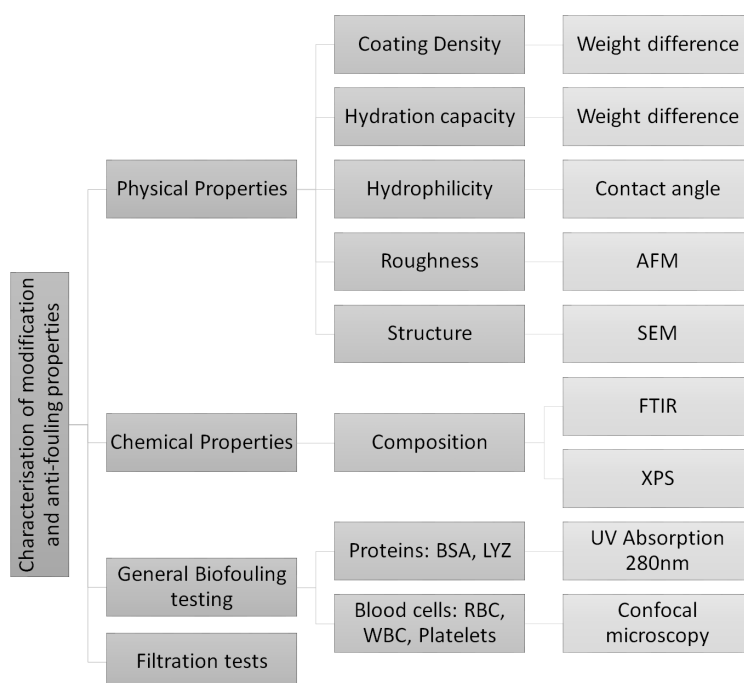 Characterisation of modification
and anti-fouling properties
Physical Properties
Coating Density
Weight difference
Hydration capacity
Weight difference
Hydrophilicity
Contact angle
Roughness
AFM
Structure
SEM
Chemical Properties
Composition
FTIR
XPS
General Biofouling
testing
Proteins: BSA, LYZ
UV Absorption
280nm
Blood cells: RBC,
WBC, Platelets
Confocal
microscopy
Filtration tests